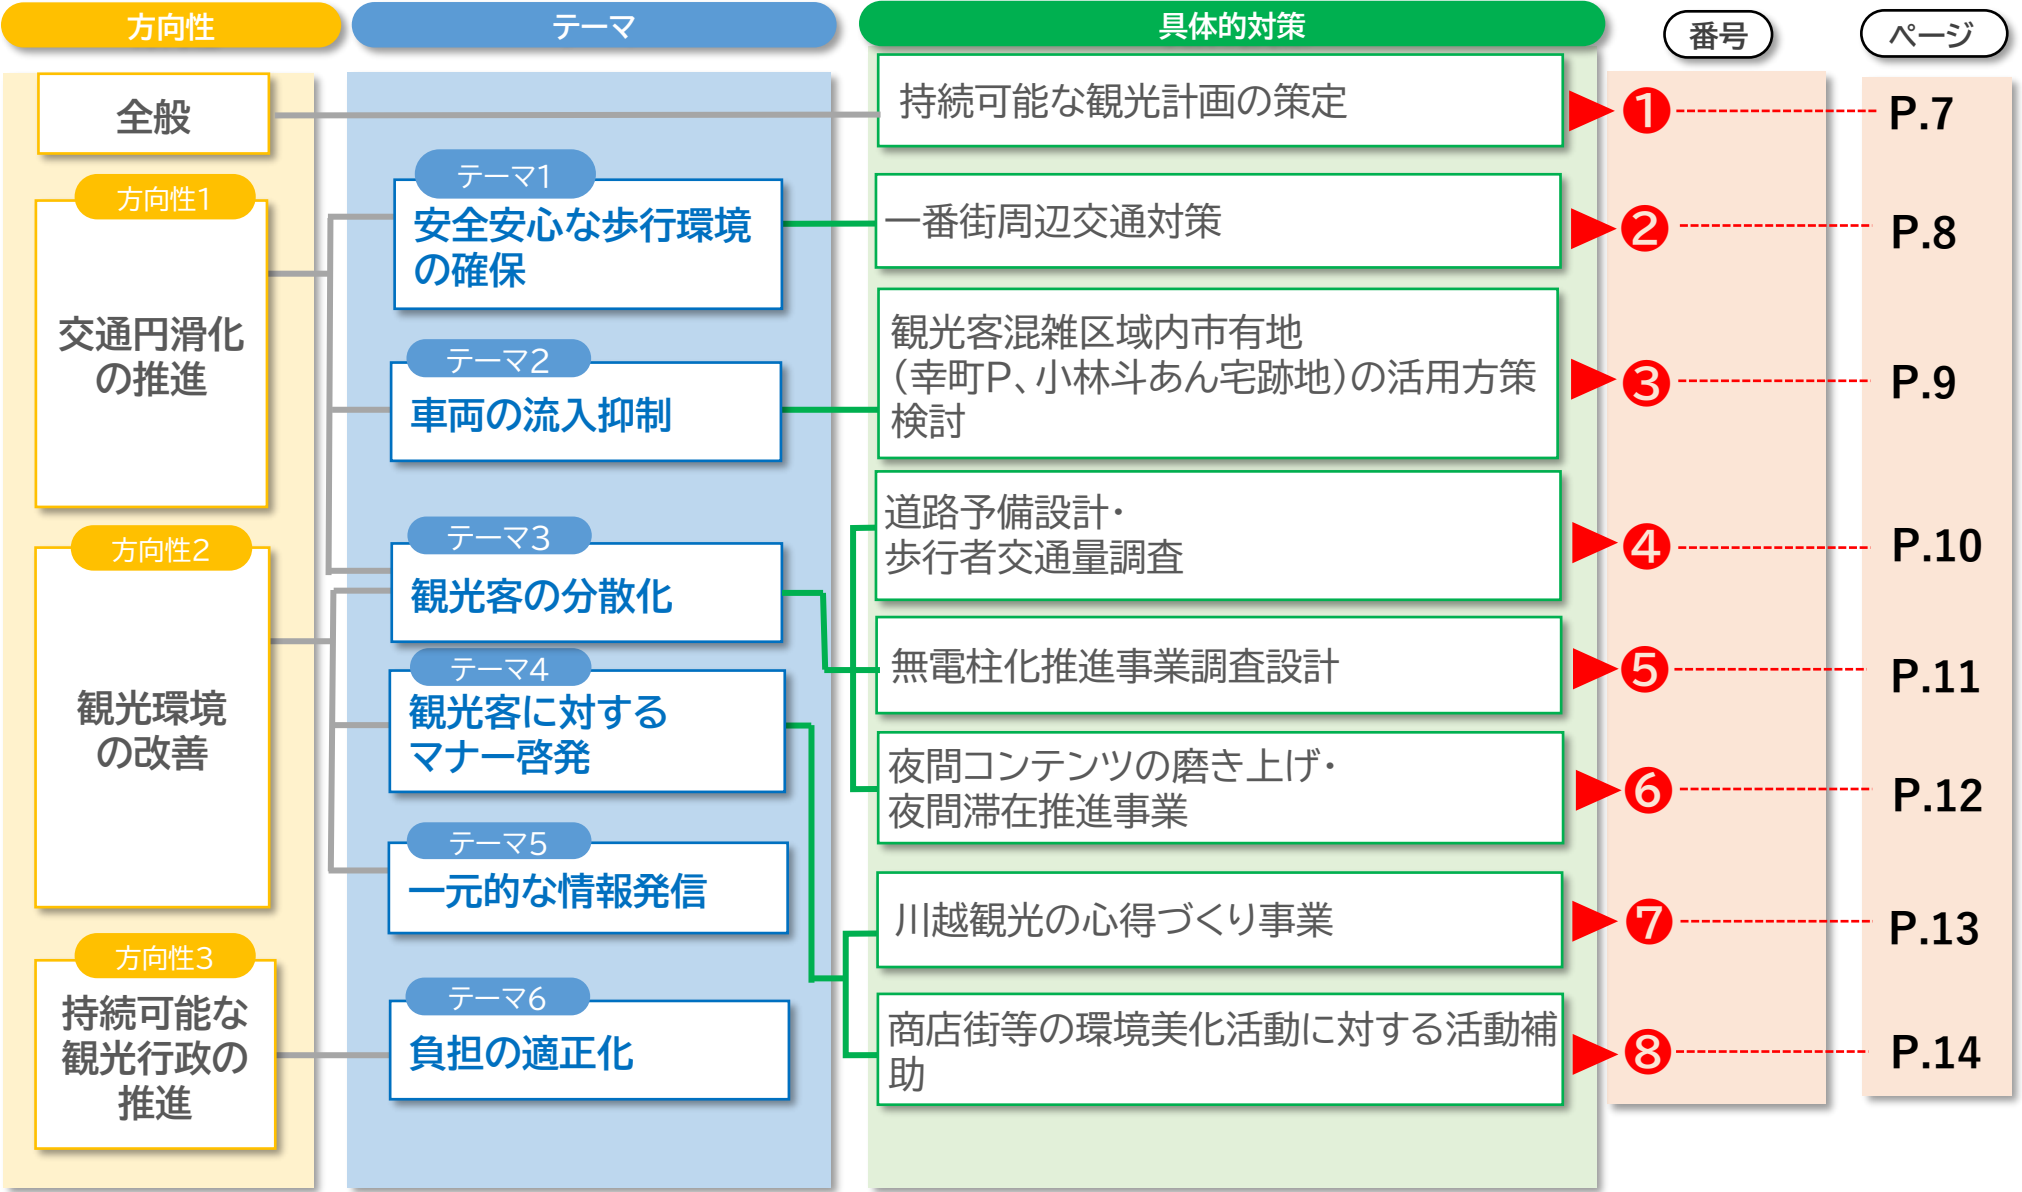 方向性
テーマ
具体的対策
番号
ページ
全般
持続可能な観光計画の策定
❶
P.7
方向性1
交通円滑化
の推進
テーマ1
安全安心な歩行環境
の確保
一番街周辺交通対策
❷
P.8
テーマ2
車両の流入抑制
観光客混雑区域内市有地
（幸町P、小林斗あん宅跡地）の活用方策
検討
❸
P.9
方向性2
観光環境
の改善
テーマ3
観光客の分散化
道路予備設計・
歩行者交通量調査
❹
P.10
無電柱化推進事業調査設計
❺
P.11
夜間コンテンツの磨き上げ・
夜間滞在推進事業
❻
P.12
テーマ4
観光客に対する
マナー啓発
テーマ5
一元的な情報発信
川越観光の心得づくり事業
❼
P.13
商店街等の環境美化活動に対する活動補
助
❽
P.14
方向性3
持続可能な
観光行政の
推進
テーマ6
負担の適正化